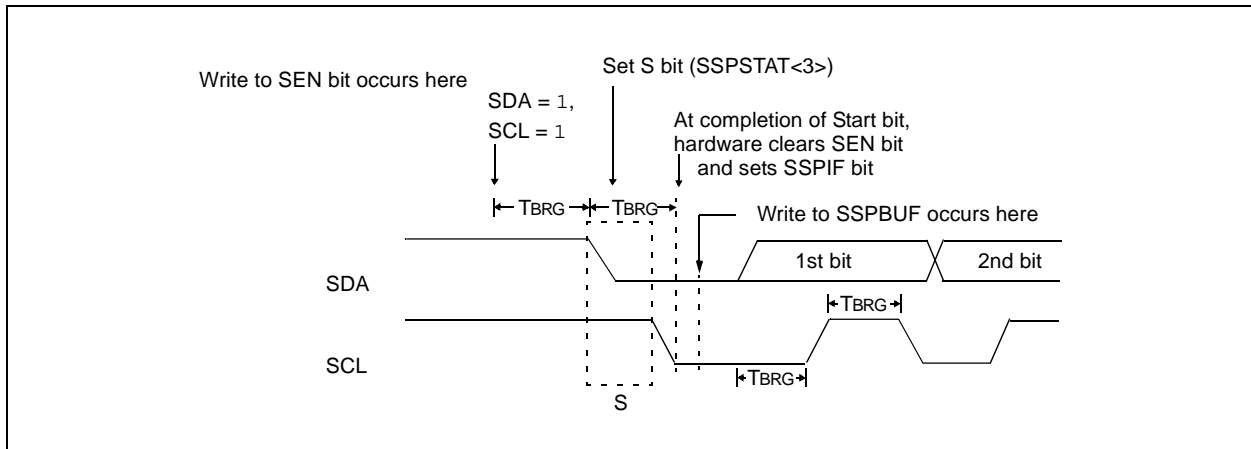 Write to SEN bit occurs here
Set S bit (SSPSTAT<3>)
SDA = 1,
SCL = 1
At completion of Start bit,
hardware clears SEN bit
and sets SSPIF bit
TBRG
TBRG
Write to SSPBUF occurs here
SDA
1st bit
2nd bit
TBRG
SCL
TBRG
S